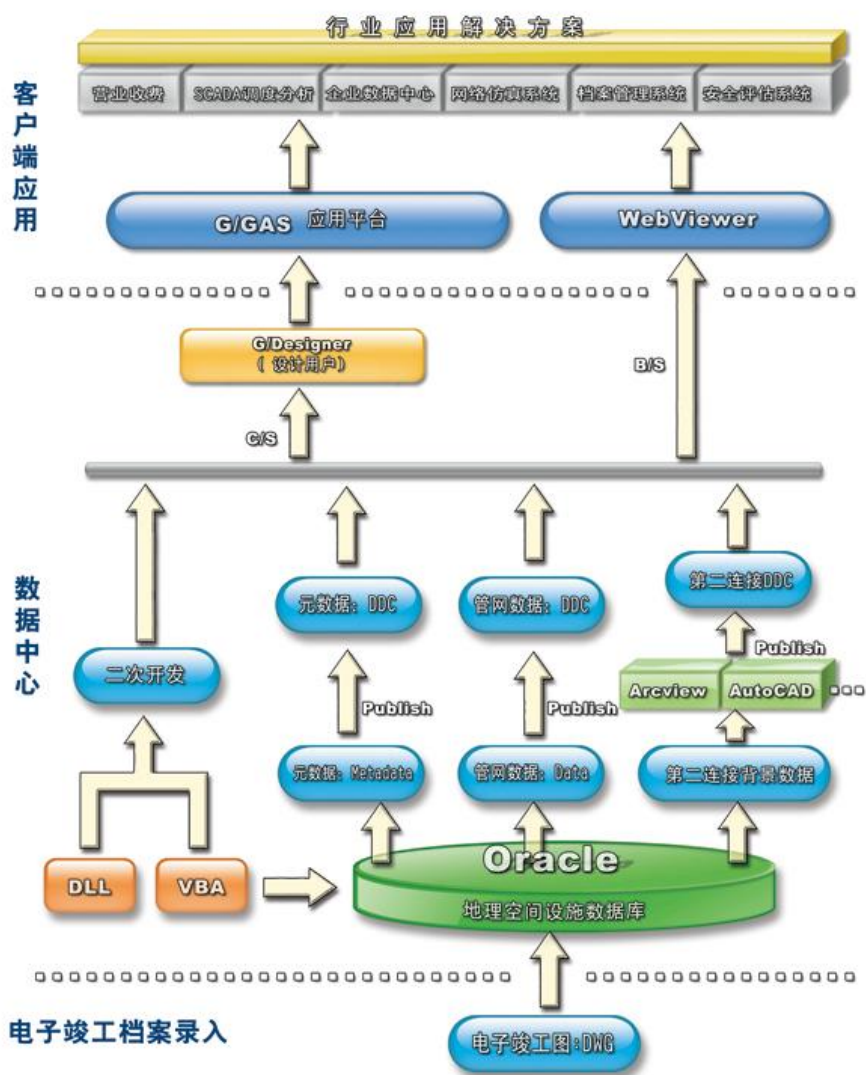 行业应用解决方案
营业收费
SCADA调度分析
企业数据中心
网络仿真系统
档案管理系统
安全评估系统
客户端应用
G/GAS 应用平台
WebViewer
G/Designer
( 设计用户)
B/S
C/S
数据中心
元数据: DDC
管网数据: DDC
第二连接DDC
二次开发
Publish
Arcview
AutoCAD
Publish
Publish
元数据: Metadata
管网数据: Data
第二连接背景数据
DLL
VBA
Oracle
地理空间设施数据库
电子竣工档案录入
电子竣工图:DWG